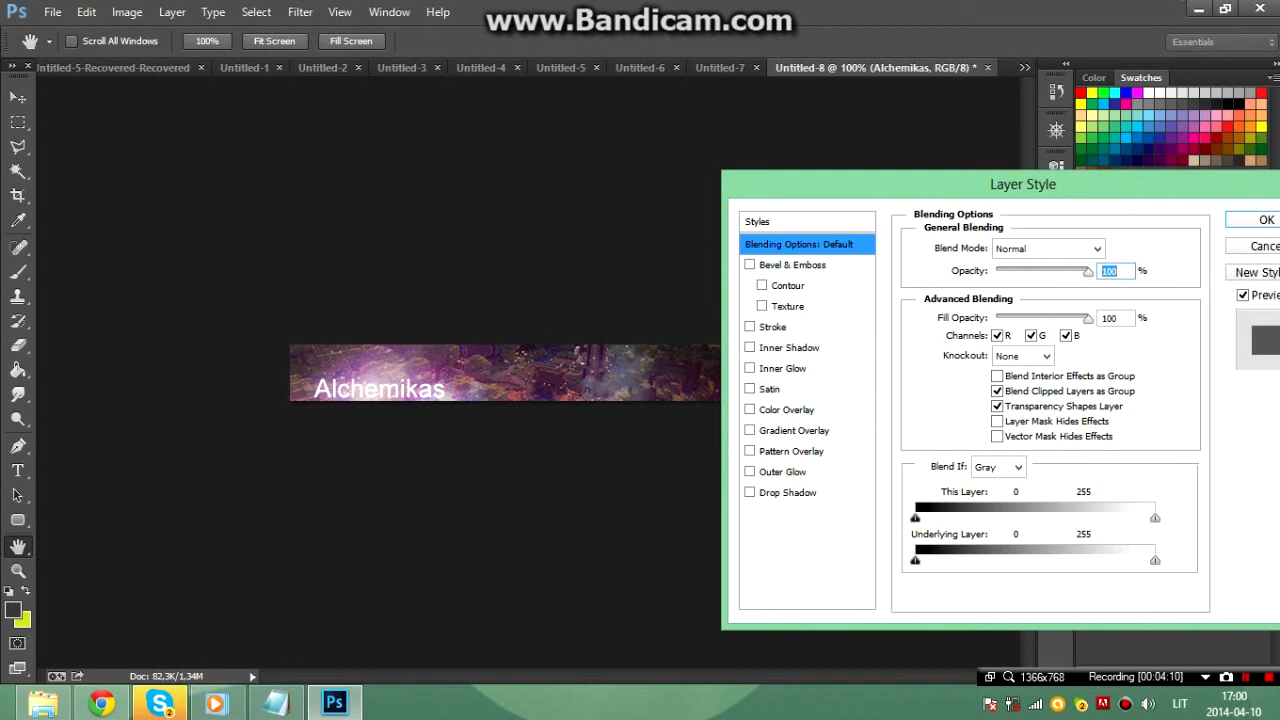 www.Bandicam.com
Ps File Edit Image Layer Type Select Filter View Window Help
Scroll All Windows 100% Fit Screen Fill Screen Essentials
ntitled-5-Recovered-Recovered × Untitled-1 × Untitled-2 × Untitled-3 × Untitled-4 × Untitled-5 × Untitled-6 × Untitled-7 × Untitled-8 @ 100% (Alchemikas, RGB/8) * ×
Color Swatches
Layer Style
Styles
Blending Options: Default
Bevel & Emboss
Contour
Texture
Stroke
Inner Shadow
Inner Glow
Satin
Color Overlay
Gradient Overlay
Pattern Overlay
Outer Glow
Drop Shadow
Blending Options
General Blending
Blend Mode: Normal
Opacity: 100 %
Advanced Blending
Fill Opacity: 100 %
Channels: R G B
Knockout: None
Blend Interior Effects as Group
Blend Clipped Layers as Group
Transparency Shapes Layer
Layer Mask Hides Effects
Vector Mask Hides Effects
Blend If: Gray
This Layer: 0 255
Underlying Layer: 0 255
OK
Cance
New Styl
Previe
Alchemikas
Doc: 82,3K/1,34M
1366x768 Recording [00:04:10]
2 Ps
LIT
17:00
2014-04-10